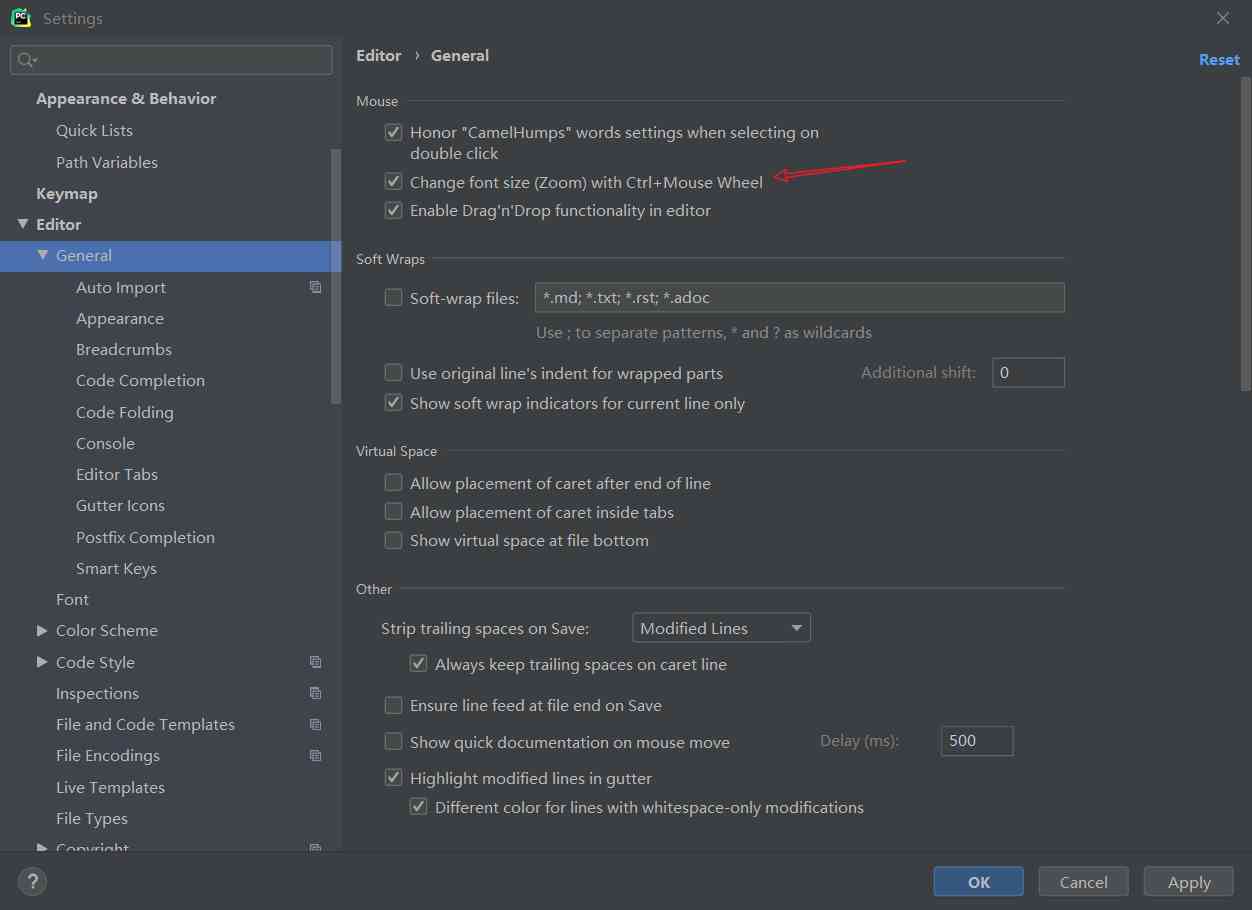 PC
Settings
Appearance & Behavior
Quick Lists
Path Variables
Keymap
Editor
General
Auto Import
Appearance
Breadcrumbs
Code Completion
Code Folding
Console
Editor Tabs
Gutter Icons
Postfix Completion
Smart Keys
Font
Color Scheme
Code Style
Inspections
File and Code Templates
File Encodings
Live Templates
File Types
Copyright
Editor › General
Reset
Mouse
Honor "CamelHumps" words settings when selecting on
double click
Change font size (Zoom) with Ctrl+Mouse Wheel
Enable Drag'n'Drop functionality in editor
Soft Wraps
Soft-wrap files: *.md; *.txt; *.rst; *.adoc
Use ; to separate patterns, * and ? as wildcards
Use original line's indent for wrapped parts Additional shift: 0
Show soft wrap indicators for current line only
Virtual Space
Allow placement of caret after end of line
Allow placement of caret inside tabs
Show virtual space at file bottom
Other
Strip trailing spaces on Save: Modified Lines
Always keep trailing spaces on caret line
Ensure line feed at file end on Save
Show quick documentation on mouse move Delay (ms): 500
Highlight modified lines in gutter
Different color for lines with whitespace-only modifications
? OK Cancel Apply